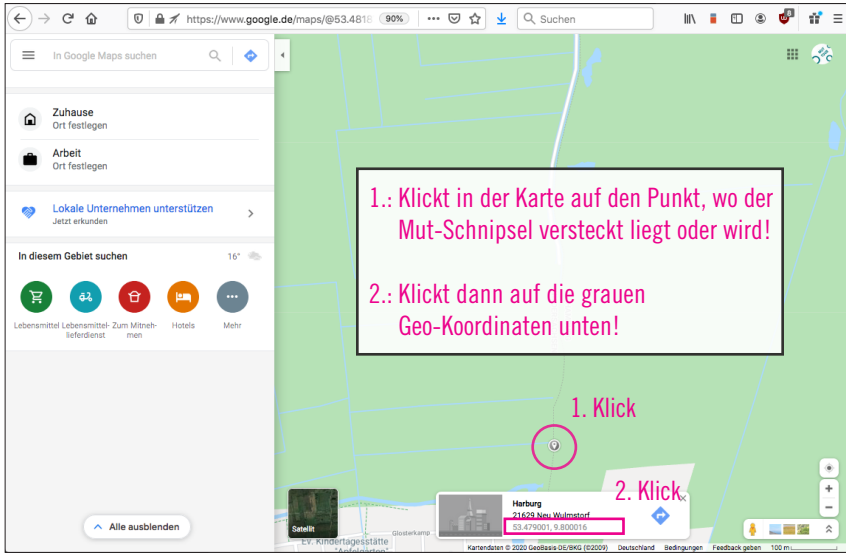 https://www.google.de/maps/@53.4818
90%
Suchen
8
In Google Maps suchen
Zuhause
Ort festlegen
Arbeit
Ort festlegen
Lokale Unternehmen unterstützen
Jetzt erkunden
In diesem Gebiet suchen
16°
Lebensmittel
Lebensmittel-
lieferdienst
Zum Mitneh-
men
Hotels
Mehr
Alle ausblenden
1.: Klickt in der Karte auf den Punkt, wo der
Mut-Schnipsel versteckt liegt oder wird!
2.: Klickt dann auf die grauen
Geo-Koordinaten unten!
1. Klick
2. Klick
Harburg
21629 Neu Wulmstorf
53.479001, 9.800016
Satellit
Glosterkamp
EV. Kindertagesstätte
"Apfelgarten"
Kartendaten © 2020 GeoBasis-DE/BKG (©2009)
Deutschland
Bedingungen
Feedback geben
100 m